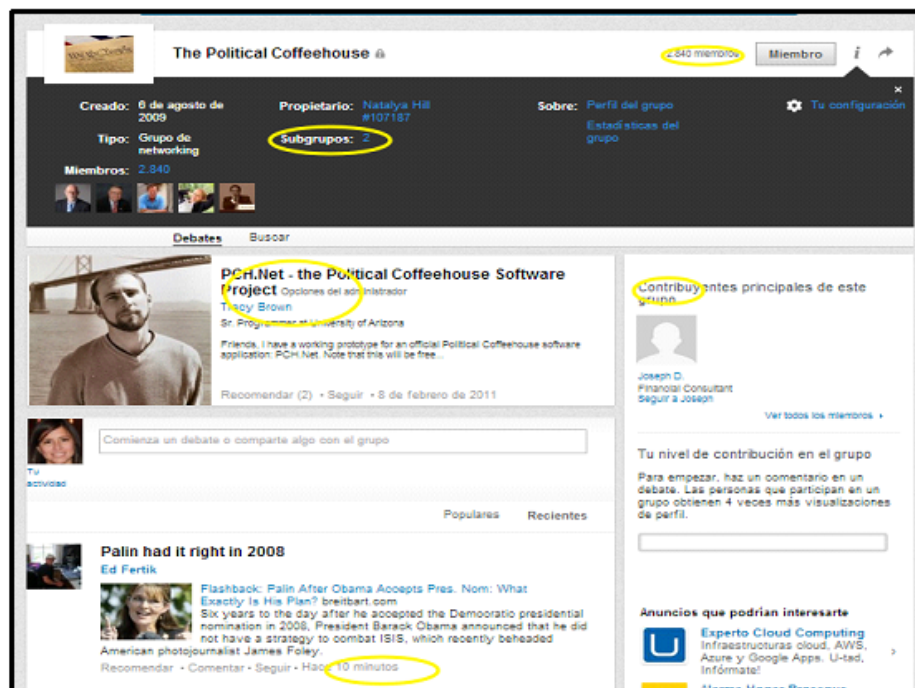 The Political Coffeehouse
2.840 miembros
Miembro
Creado: 6 de agosto de
2009
Propietario: Natalya Hill
#107187
Sobre: Perfil del grupo
Estadísticas del
grupo
Tu configuración
Tipo: Grupo de
networking
Subgrupos: 2
Miembros: 2.840
Debates Buscar
PCH.Net - the Political Coffeehouse Software
Project Opciones del administrador
Tracy Brown
Sr. Programmer at University of Arizona
Friends, I have a working prototype for an official Political Coffeehouse software
application: PCH.Net. Note that this will be free...
Recomendar (2) • Seguir • 8 de febrero de 2011
Comienza un debate o comparte algo con el grupo
Tu
actividad
Populares Recientes
Palin had it right in 2008
Ed Fertik
Flashback: Palin After Obama Accepts Pres. Nom: What
Exactly Is His Plan? breitbart.com
Six years to the day after he accepted the Democratic presidential
nomination in 2008, President Barack Obama announced that he did
not have a strategy to combat ISIS, which recently beheaded
American photojournalist James Foley.
Recomendar • Comentar • Seguir • Hace 10 minutos
Contribuyentes principales de este
grupo
Joseph D.
Financial Consultant
Seguir a Joseph
Ver todos los miembros
Tu nivel de contribución en el grupo
Para empezar, haz un comentario en un
debate. Las personas que participan en un
grupo obtienen 4 veces más visualizaciones
de perfil.
Anuncios que podrían interesarte
Experto Cloud Computing
Infraestructuras cloud, AWS,
Azure y Google Apps. U-tad,
Infórmate!